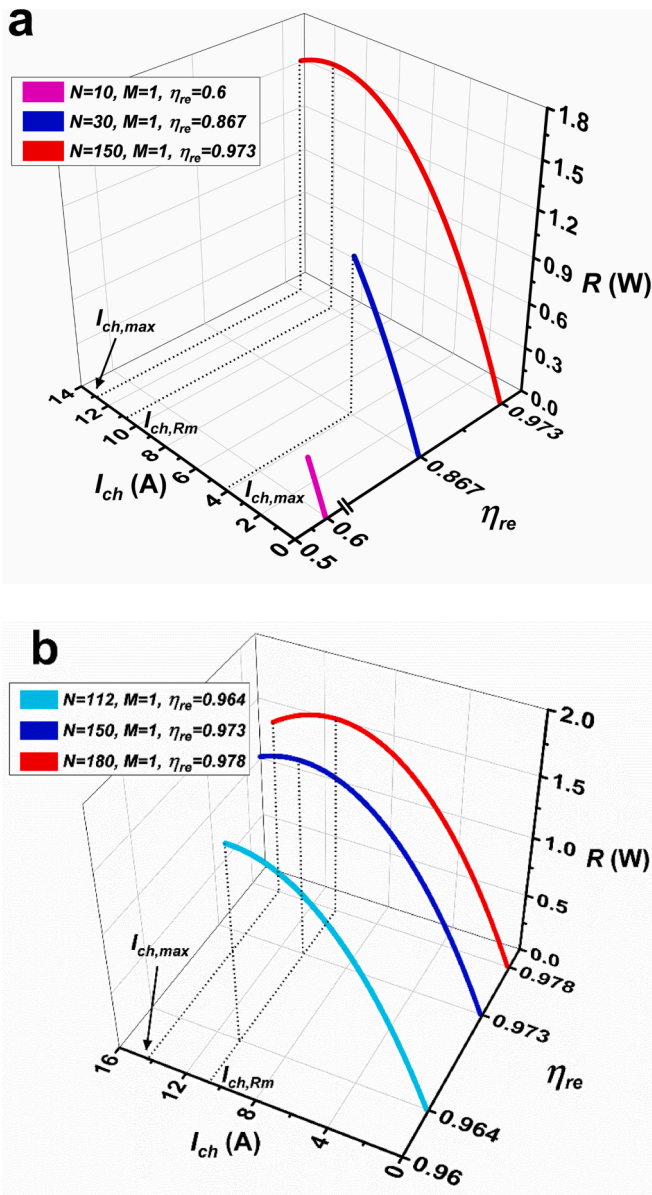 a
N=10, M=1, ηre=0.6
N=30, M=1, ηre=0.867
N=150, M=1, ηre=0.973
1.8
1.5
1.2
0.9
R (W)
0.6
0.3
0.0
0.973
0.867
ηre
0.6
0.5
Ich,max
14
12
10
8
6
4
2
0
Ich,Rm
Ich (A)
Ich,max
b
N=112, M=1, ηre=0.964
N=150, M=1, ηre=0.973
N=180, M=1, ηre=0.978
2.0
1.5
1.0
R (W)
0.5
0.0
0.978
0.973
ηre
0.964
0.96
Ich,max
16
12
8
4
0
Ich,Rm
Ich (A)